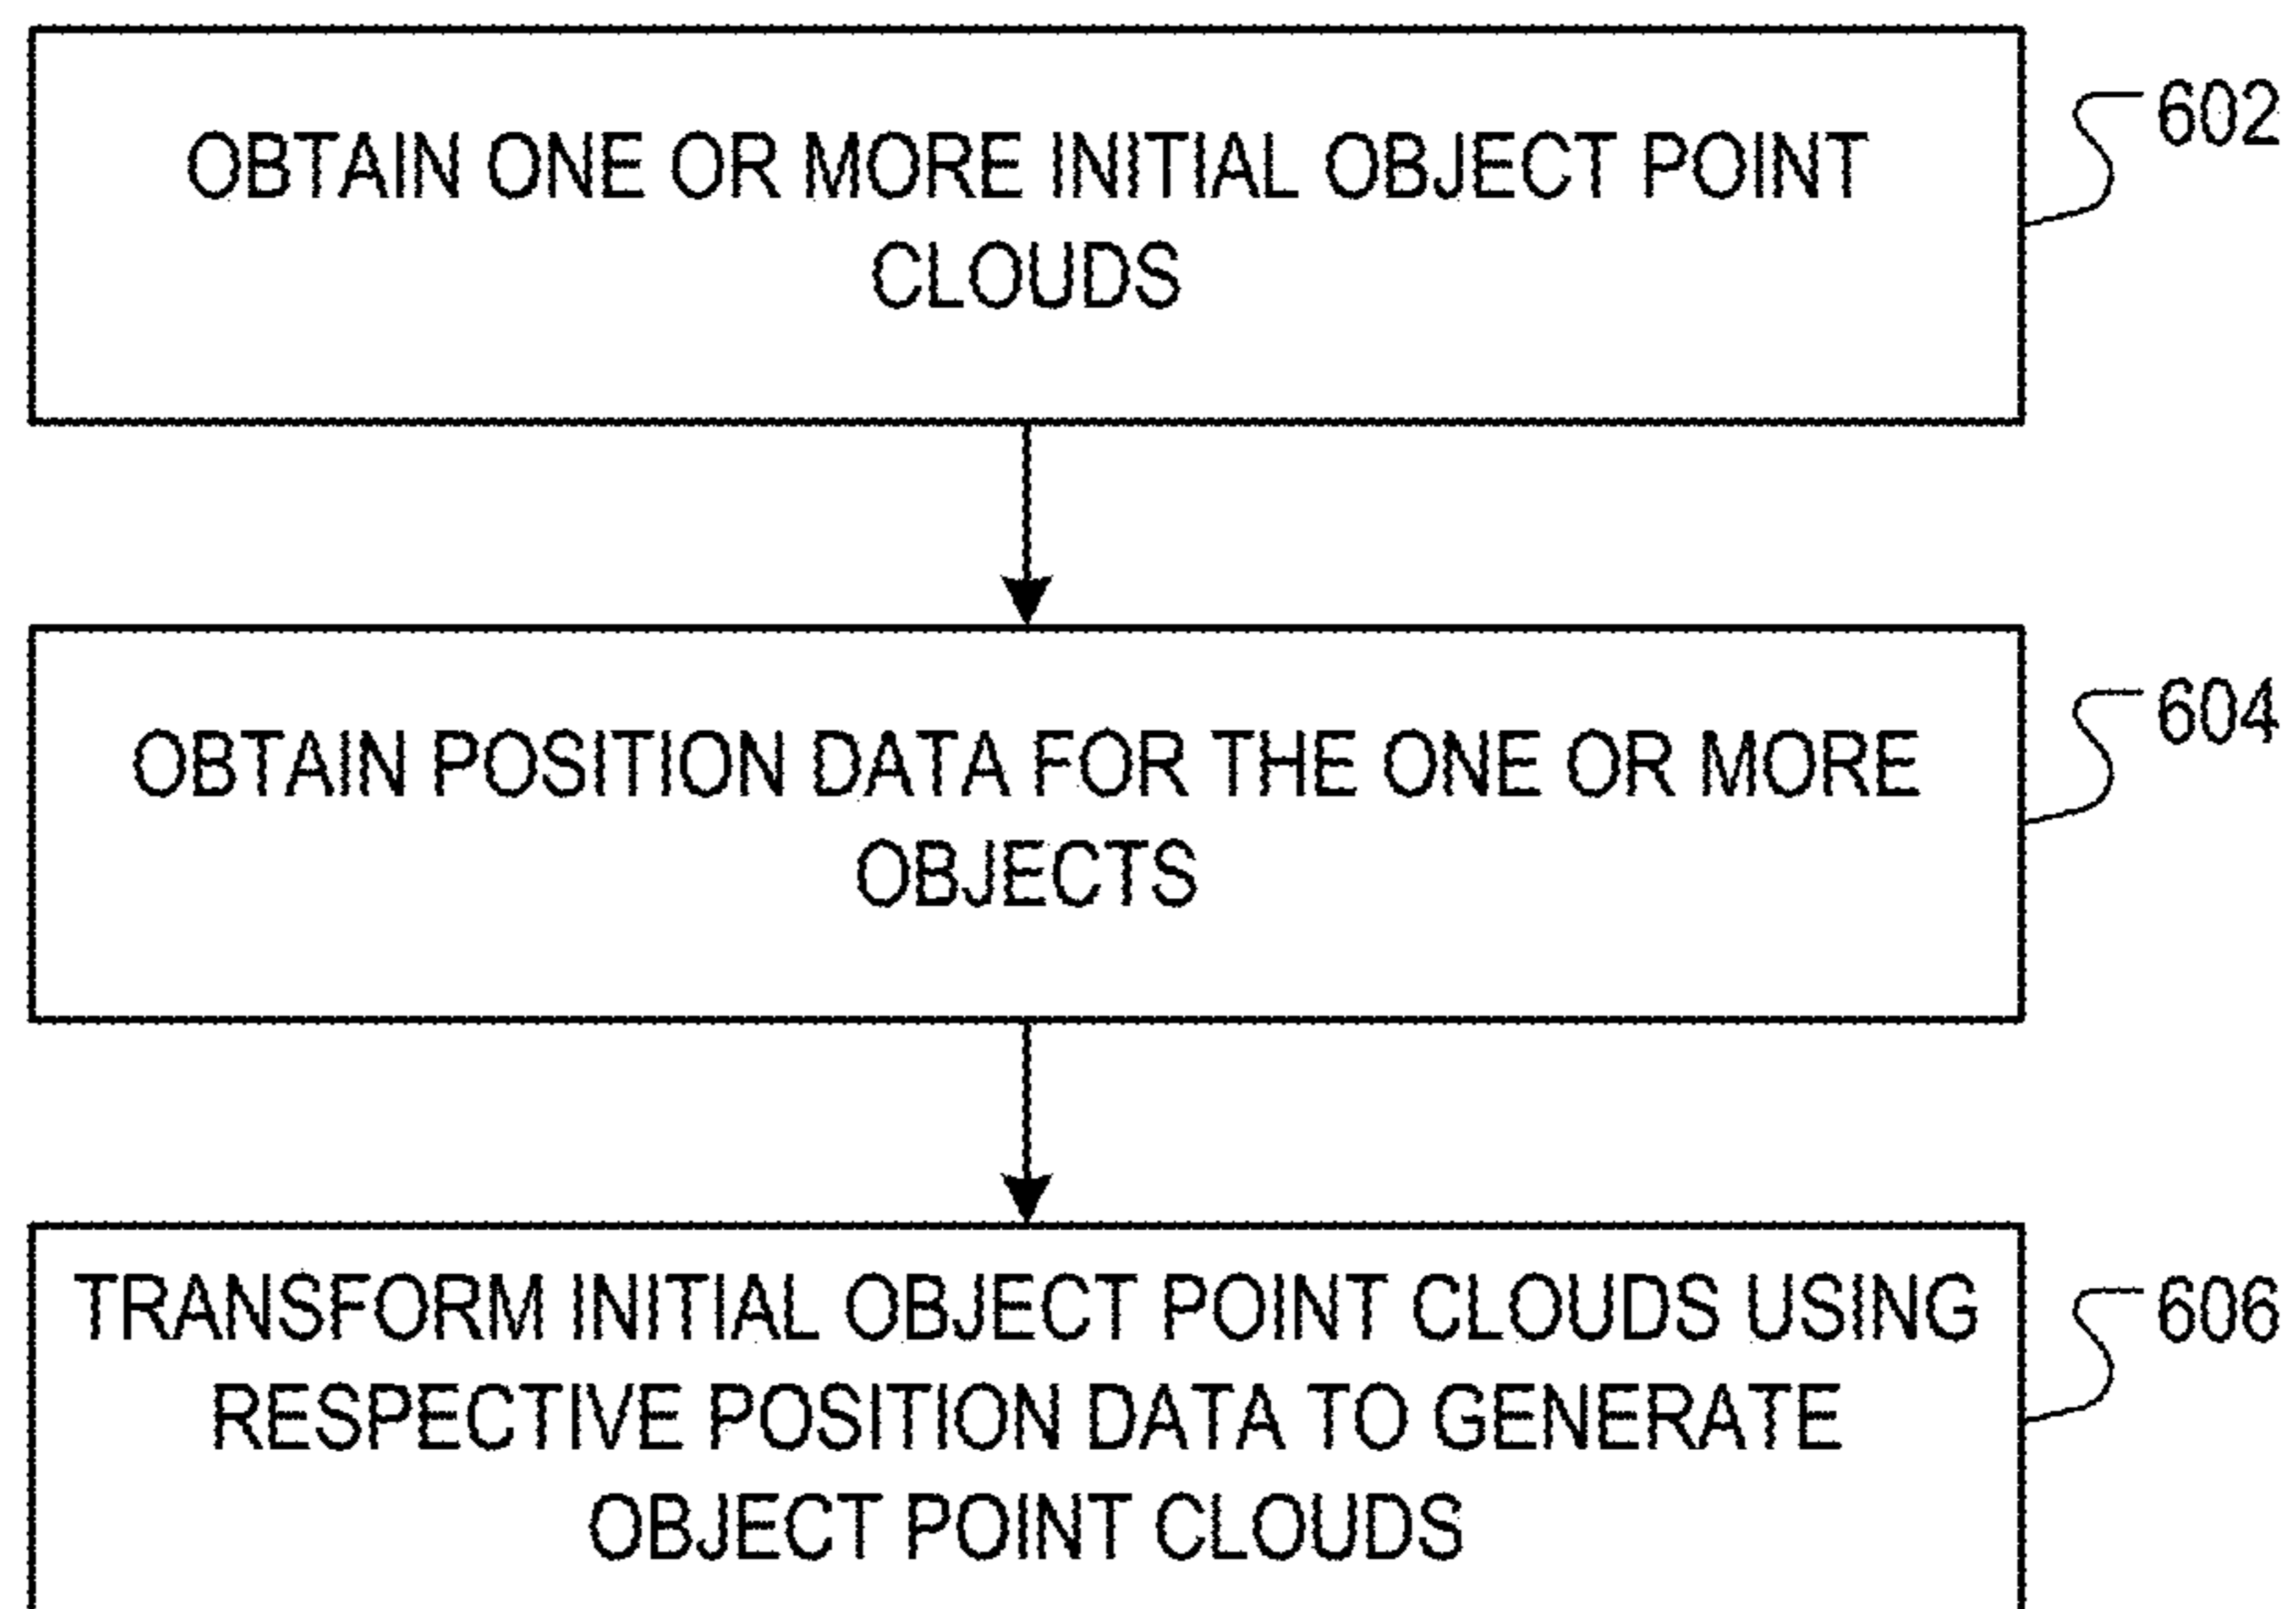 OBTAIN ONE OR MORE INITIAL OBJECT POINT
CLOUDS
602
OBTAIN POSITION DATA FOR THE ONE OR MORE
OBJECTS
604
TRANSFORM INITIAL OBJECT POINT CLOUDS USING
RESPECTIVE POSITION DATA TO GENERATE
OBJECT POINT CLOUDS
606